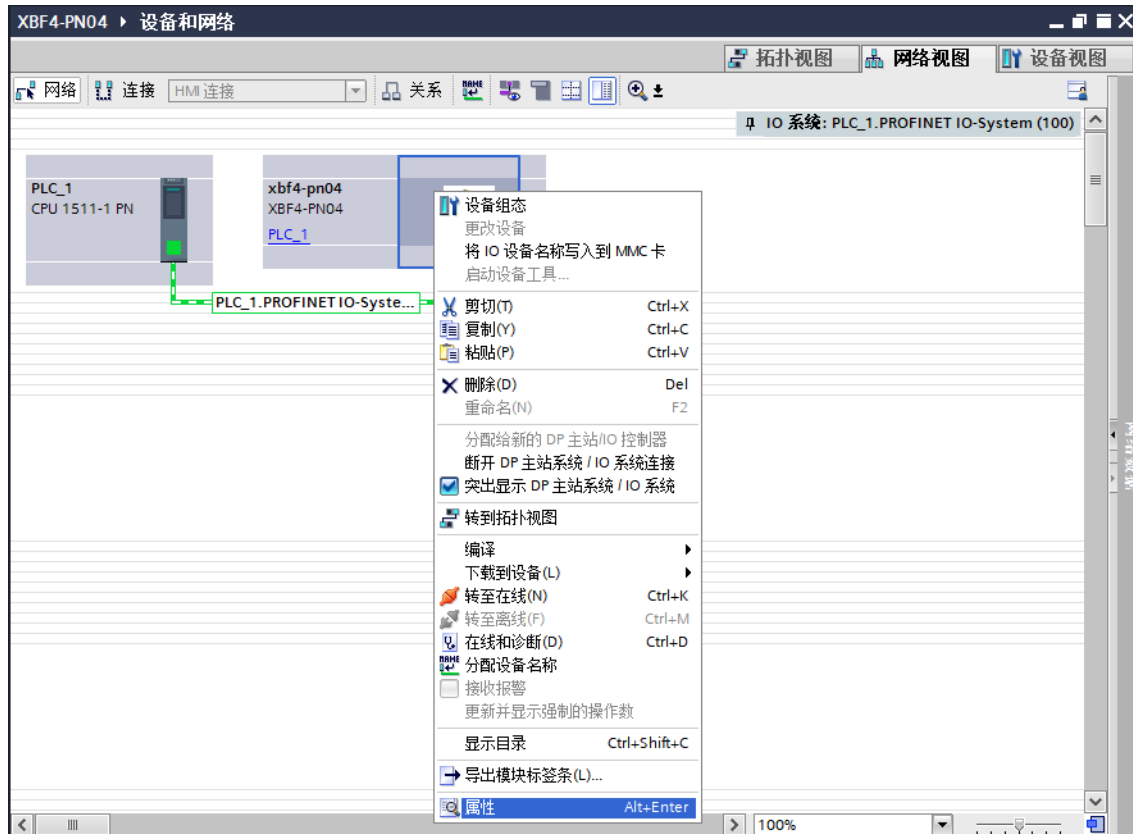 XBF4-PN04 ▸ 设备和网络
拓扑视图 网络视图 设备视图
网络 连接 HMI 连接 关系
IO 系统: PLC_1.PROFINET IO-System (100)
PLC_1
CPU 1511-1 PN
xbf4-pn04
XBF4-PN04
PLC_1
PLC_1.PROFINET IO-Syste...
设备组态
更改设备
将 IO 设备名称写入到 MMC 卡
启动设备工具...
剪切(T) Ctrl+X
复制(Y) Ctrl+C
粘贴(P) Ctrl+V
删除(D) Del
重命名(N) F2
分配给新的 DP 主站/IO 控制器
断开 DP 主站系统 / IO 系统连接
突出显示 DP 主站系统 / IO 系统
转到拓扑视图
编译
下载到设备(L)
转至在线(N) Ctrl+K
转至离线(F) Ctrl+M
在线和诊断(D) Ctrl+D
分配设备名称
接收报警
更新并显示强制的操作数
显示目录 Ctrl+Shift+C
导出模块标签条(L)...
属性 Alt+Enter
100%